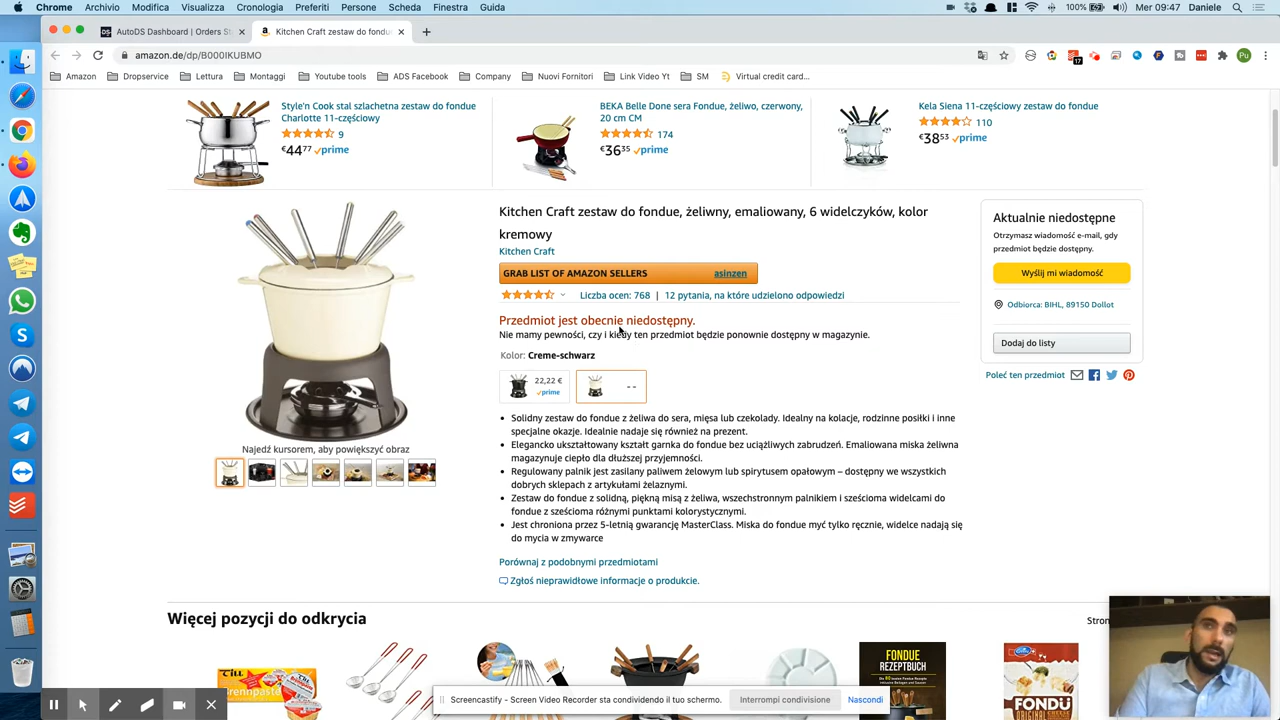 Chrome Archivio Modifica Visualizza Cronologia Preferiti Persone Scheda Finestra Guida 100% Mer 09:47 Daniele
AutoDS Dashboard | Orders St
Kitchen Craft zestaw do fondu
amazon.de/dp/B000IKUBMO
Amazon Dropservice Lettura Montaggi Youtube tools ADS Facebook Company Nuovi Fornitori Link Video Yt SM Virtual credit card...
17
Pu
Style'n Cook stal szlachetna zestaw do fondue
Charlotte 11-częściowy
9
€4477 prime
BEKA Belle Done sera Fondue, żeliwo, czerwony,
20 cm CM
174
€3635 prime
Kela Siena 11-częściowy zestaw do fondue
110
€3853 prime
Kitchen Craft zestaw do fondue, żeliwny, emaliowany, 6 widelczyków, kolor
kremowy
Kitchen Craft
GRAB LIST OF AMAZON SELLERS asinzen
Liczba ocen: 768 | 12 pytania, na które udzielono odpowiedzi
Przedmiot jest obecnie niedostępny.
Nie mamy pewności, czy i kiedy ten przedmiot będzie ponownie dostępny w magazynie.
Kolor: Creme-schwarz
22,22 €
prime
- -
Solidny zestaw do fondue z żeliwa do sera, mięsa lub czekolady. Idealny na kolacje, rodzinne posiłki i inne
specjalne okazje. Idealnie nadaje się również na prezent.
Elegancko ukształtowany kształt garnka do fondue bez uciążliwych zabrudzeń. Emaliowana miska żeliwna
magazynuje ciepło dla dłuższej przyjemności.
Regulowany palnik jest zasilany paliwem żelowym lub spirytusem opałowym – dostępny we wszystkich
dobrych sklepach z artykułami żelaznymi.
Zestaw do fondue z solidną, piękną misą z żeliwa, wszechstronnym palnikiem i sześcioma widelcami do
fondue z sześcioma różnymi punktami kolorystycznymi.
Jest chroniona przez 5-letnią gwarancję MasterClass. Miska do fondue myć tylko ręcznie, widelce nadają się
do mycia w zmywarce
Porównaj z podobnymi przedmiotami
Zgłoś nieprawidłowe informacje o produkcie.
Najedź kursorem, aby powiększyć obraz
Aktualnie niedostępne
Otrzymasz wiadomość e-mail, gdy
przedmiot będzie dostępny.
Wyślij mi wiadomość
Odbiorca: BIHL, 89150 Dollot
Dodaj do listy
Poleć ten przedmiot
Więcej pozycji do odkrycia
Stron
FONDUE
REZEPTBUCH
FONDU
Screencastify - Screen Video Recorder sta condividendo il tuo schermo. Interrompi condivisione Nascondi